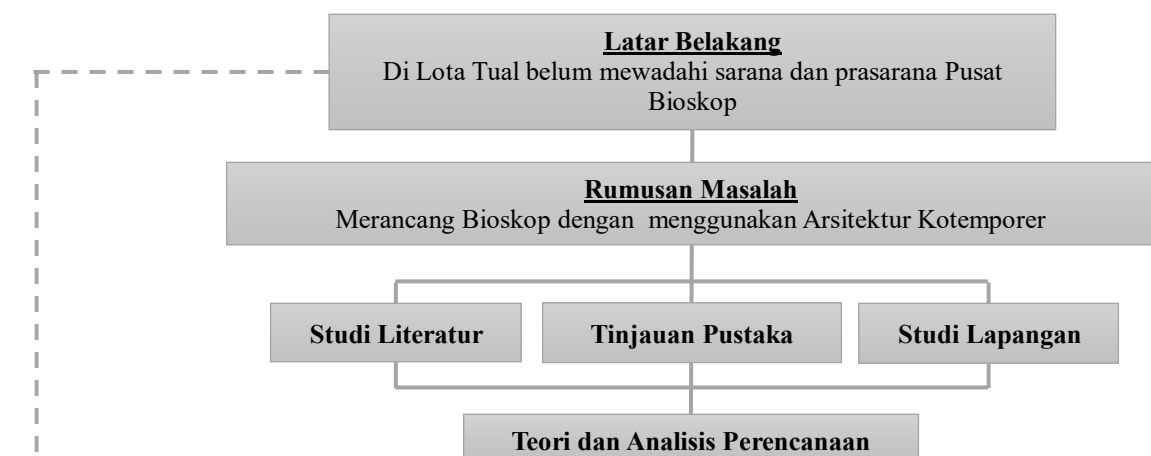 Latar Belakang
Di Lota Tual belum mewadahi sarana dan prasarana Pusat
Bioskop
Rumusan Masalah
Merancang Bioskop dengan  menggunakan Arsitektur Kotemporer
Studi Literatur
Tinjauan Pustaka
Studi Lapangan
Teori dan Analisis Perencanaan